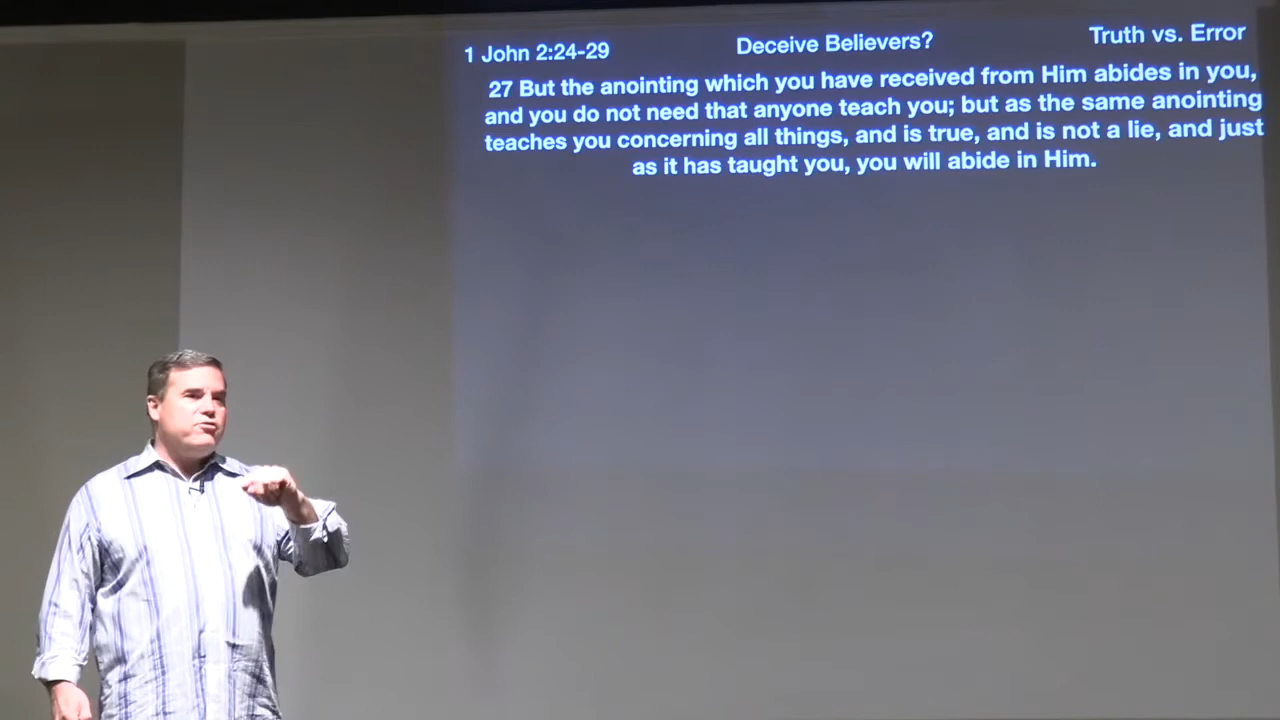 1 John 2:24-29 Deceive Believers? Truth vs. Error
27 But the anointing which you have received from Him abides in you,
and you do not need that anyone teach you; but as the same anointing
teaches you concerning all things, and is true, and is not a lie, and just
as it has taught you, you will abide in Him.